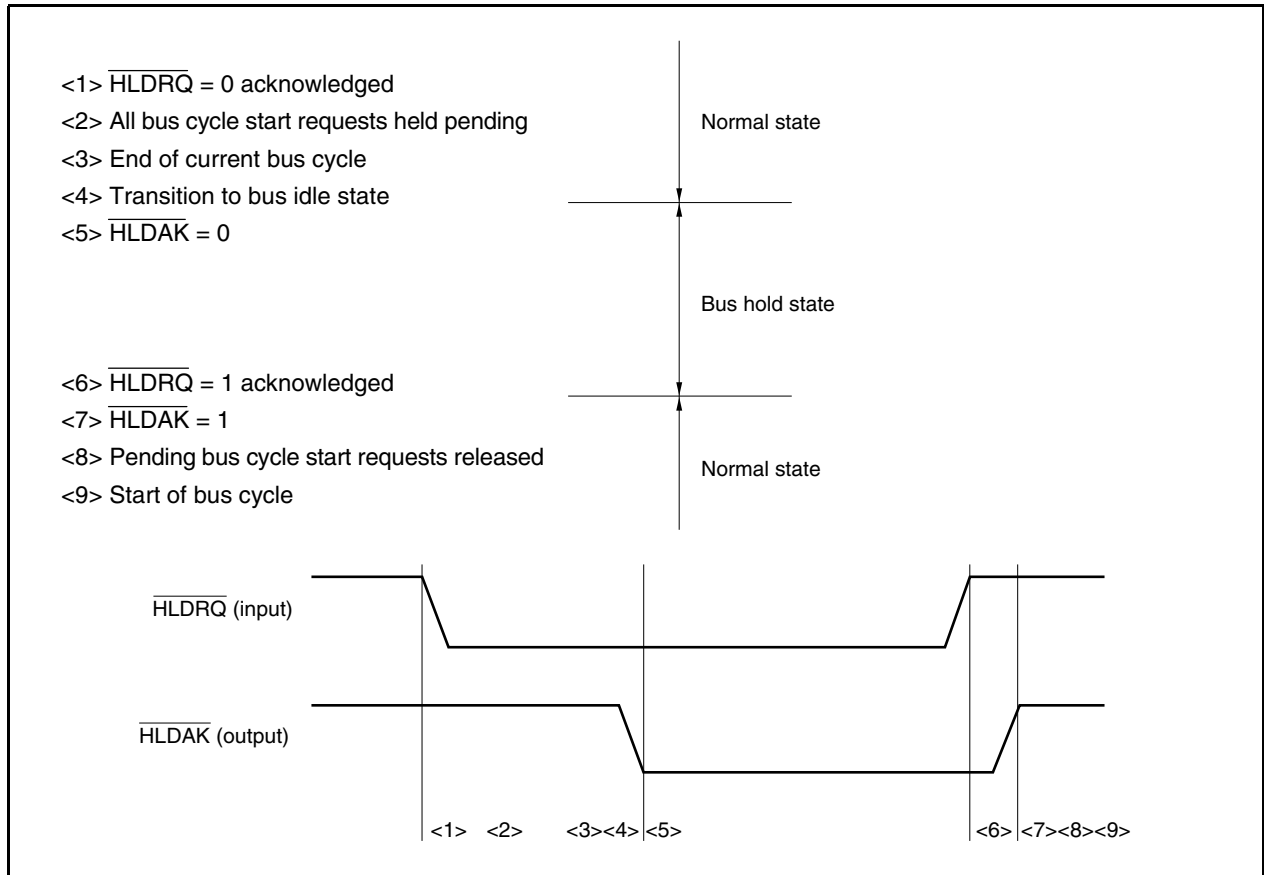 <1> HLDRQ = 0 acknowledged
<2> All bus cycle start requests held pending
<3> End of current bus cycle
<4> Transition to bus idle state
<5> HLDAK = 0
Normal state
Bus hold state
<6> HLDRQ = 1 acknowledged
<7> HLDAK = 1
<8> Pending bus cycle start requests released
<9> Start of bus cycle
Normal state
HLDRQ (input)
HLDAK (output)
<1> <2> <3><4> <5> <6> <7><8><9>